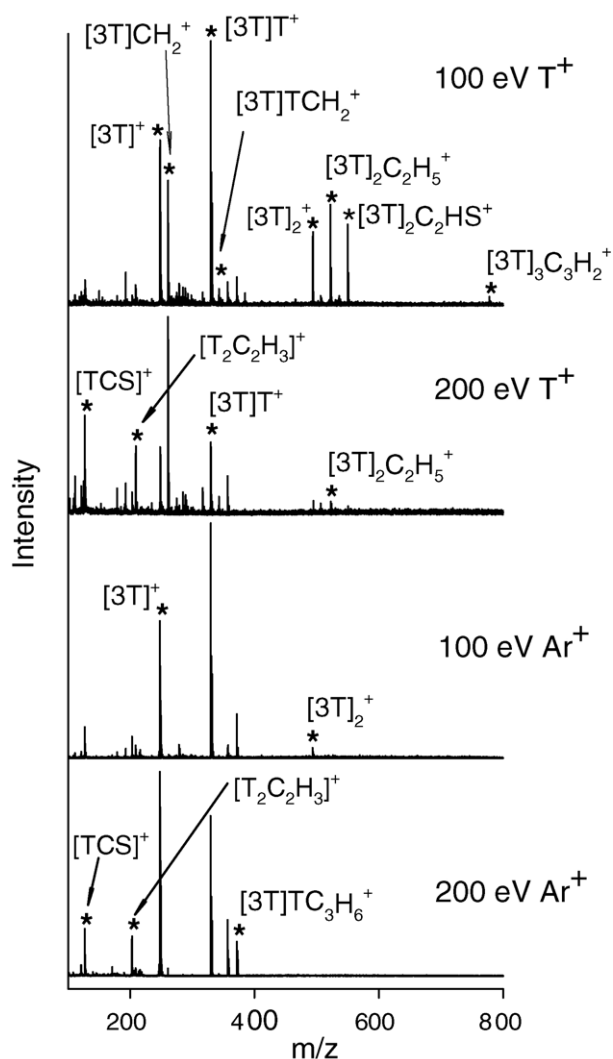 [3T]CH₂⁺
[3T]T⁺
100 eV T⁺
[3T]TCH₂⁺
[3T]⁺
[3T]₂C₂H₅⁺
[3T]₂⁺
[3T]₂C₂HS⁺
[3T]₃C₃H₂⁺
[T₂C₂H₃]⁺
200 eV T⁺
[TCS]⁺
[3T]T⁺
[3T]₂C₂H₅⁺
Intensity
[3T]⁺
100 eV Ar⁺
[3T]₂⁺
[T₂C₂H₃]⁺
[TCS]⁺
200 eV Ar⁺
[3T]TC₃H₆⁺
200 400 600 800
m/z